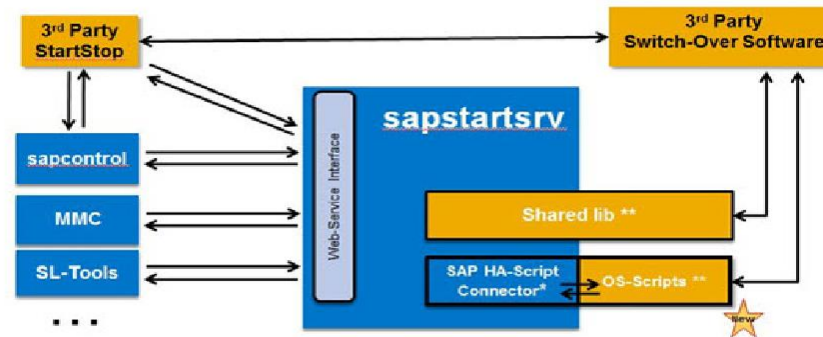 3rd Party
StartStop
3rd Party
Switch-Over Software
sapstartsrv
Web-Service Interface
sapcontrol
MMC
SL-Tools
...
Shared lib **
SAP HA-Script
Connector*
OS-Scripts **
New